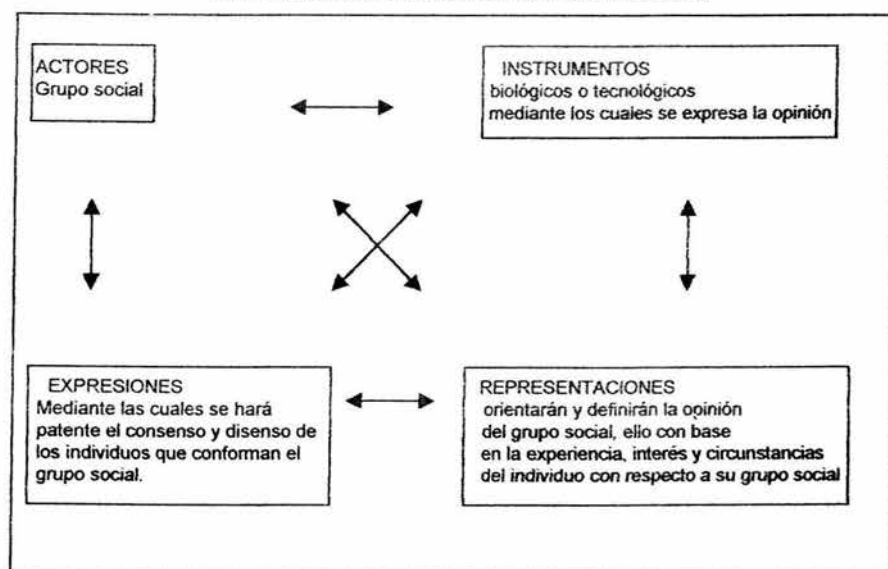 ACTORES
Grupo social
INSTRUMENTOS
biológicos o tecnológicos
mediante los cuales se expresa la opinión
EXPRESIONES
Mediante las cuales se hará
patente el consenso y disenso de
los individuos que conforman el
grupo social.
REPRESENTACIONES
orientarán y definirán la opinión
del grupo social, ello con base
en la experiencia, interés y circunstancias
del individuo con respecto a su grupo social